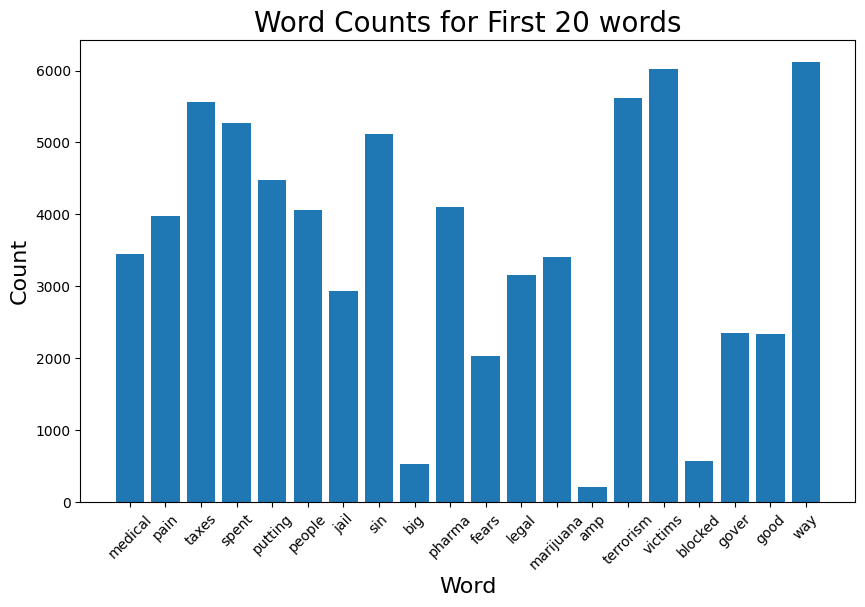 Word Counts for First 20 words
Count
6000
5000
4000
3000
2000
1000
0
medical
pain
taxes
spent
putting
people
jail
sin
big
pharma
fears
legal
marijuana
amp
terrorism
victims
blocked
gover
good
way
Word